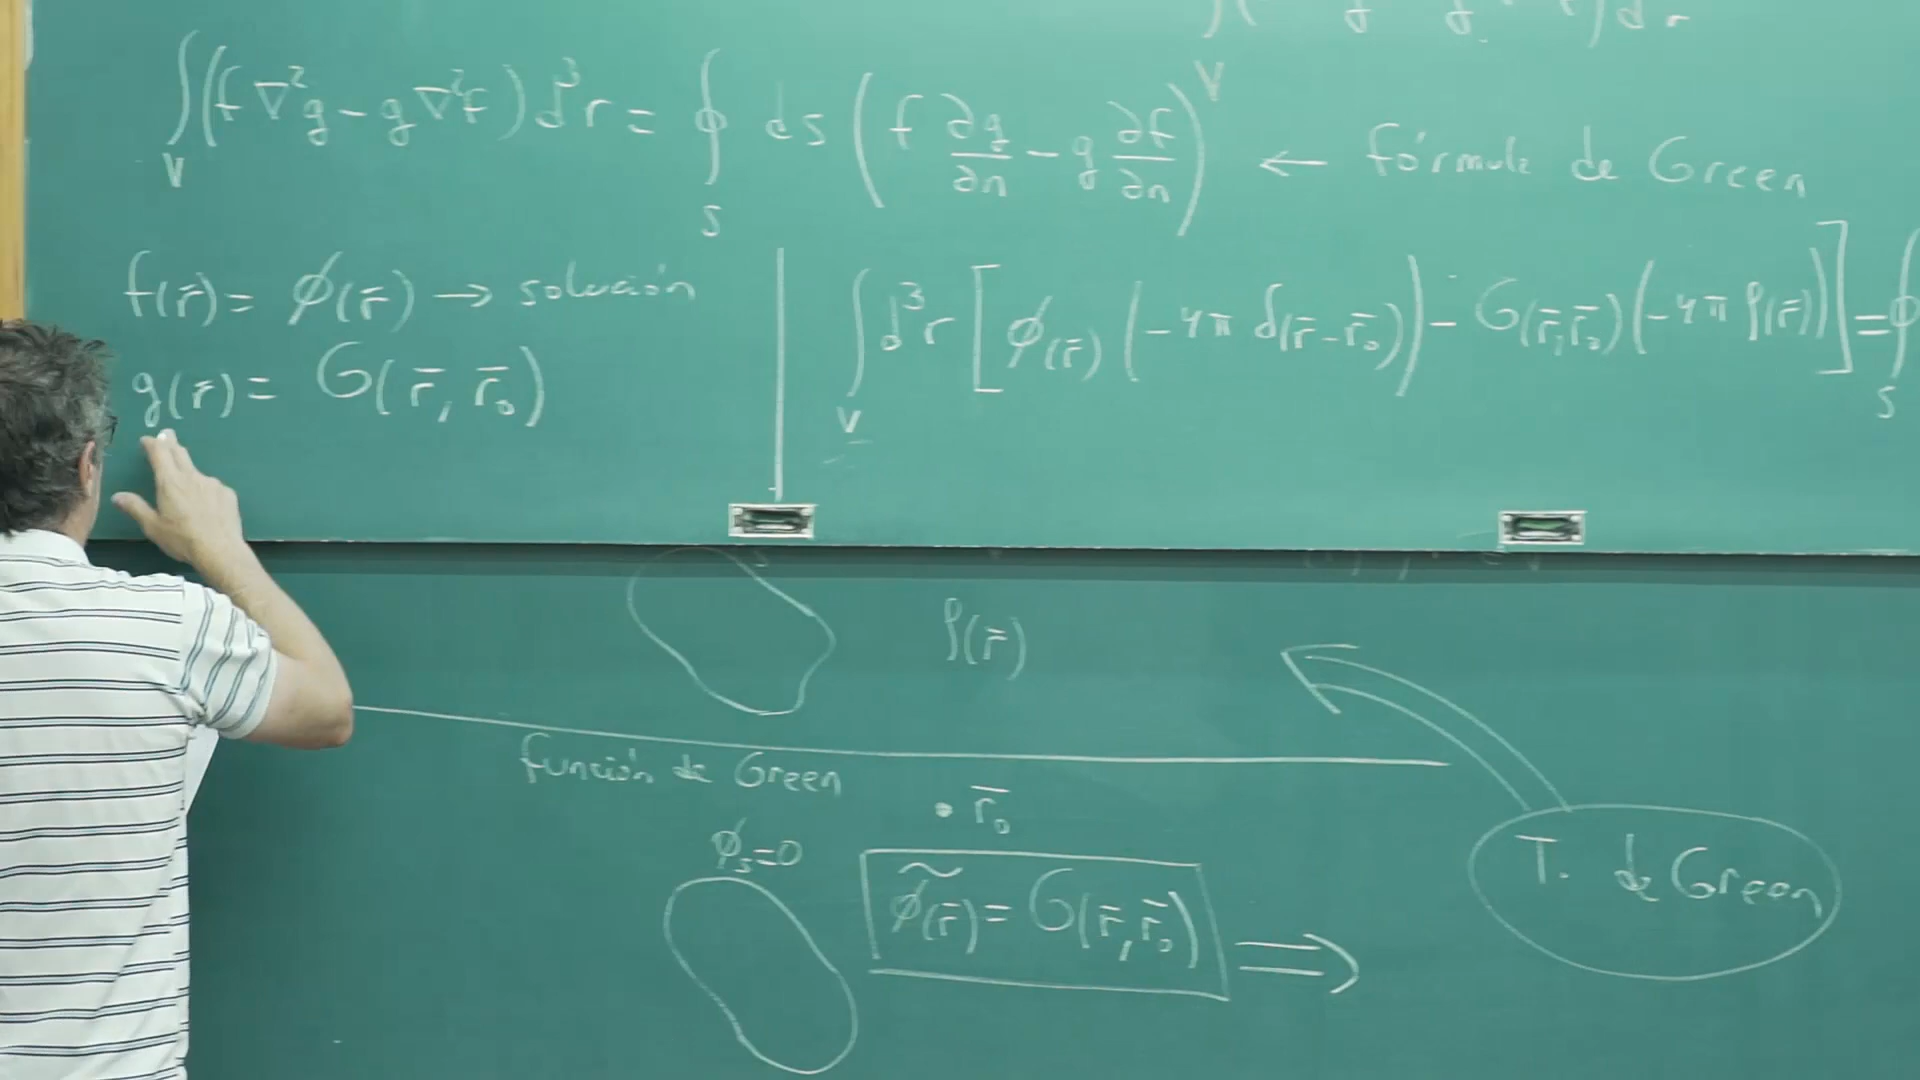 ∫_V (f ∇²g - g ∇²f) d³r = ∮_S ds (f ∂g/∂n - g ∂f/∂n) ← fórmula de Green
V
f(r̄) = ϕ(r̄) → solución
g(r̄) = G(r̄, r̄₀)
∫_V d³r [ϕ(r̄) (-4π δ(r̄-r̄₀)) - G(r̄,r̄₀) (-4π ρ(r̄))] = ∮_S
ρ(r̄)
función de Green
• r̄₀
ϕ_s=0
ϕ̃(r̄) = G(r̄, r̄₀) ⇒
T. de Green